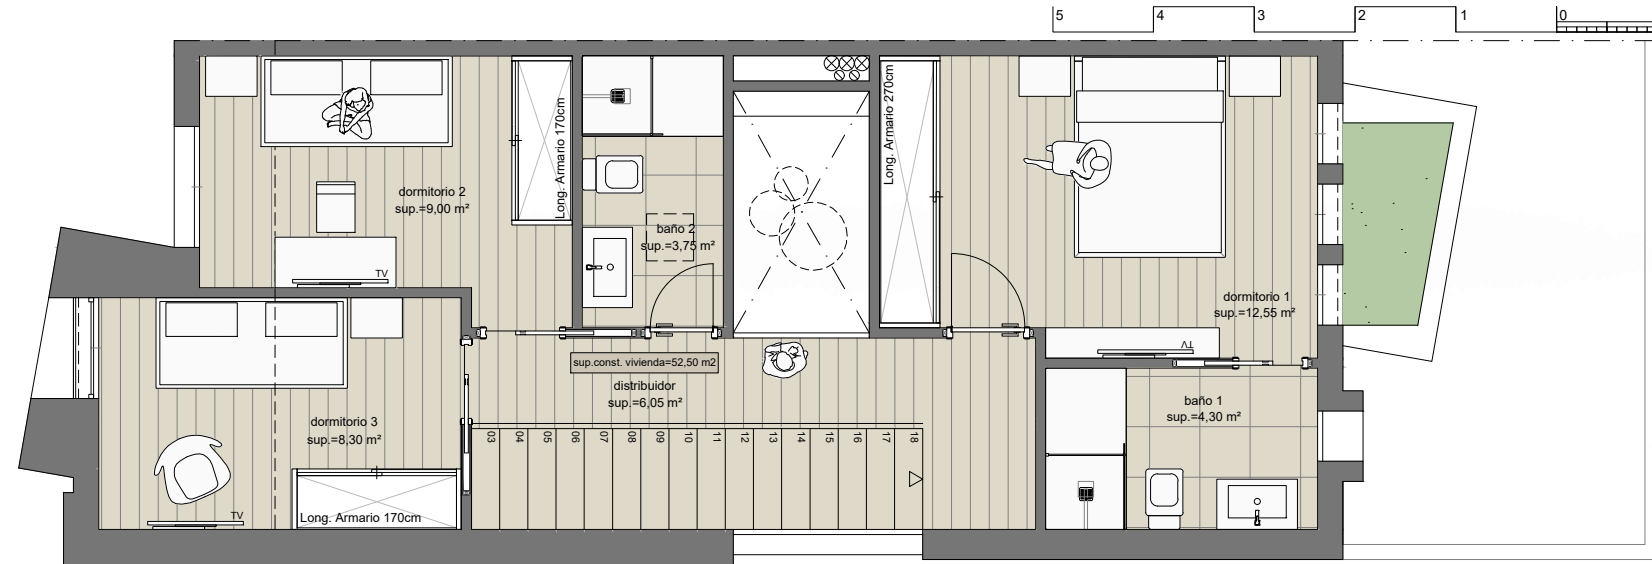 5 4 3 2 1 0
Long. Armario 170cm
Long. Armario 270cm
dormitorio 2
sup.=9,00 m²
baño 2
sup.=3,75 m²
TV
dormitorio 1
sup.=12,55 m²
TV
sup.const. vivienda=52,50 m2
distribuidor
sup.=6,05 m²
baño 1
sup.=4,30 m²
dormitorio 3
sup.=8,30 m²
03 04 05 06 07 08 09 10 11 12 13 14 15 16 17 18
TV
Long. Armario 170cm